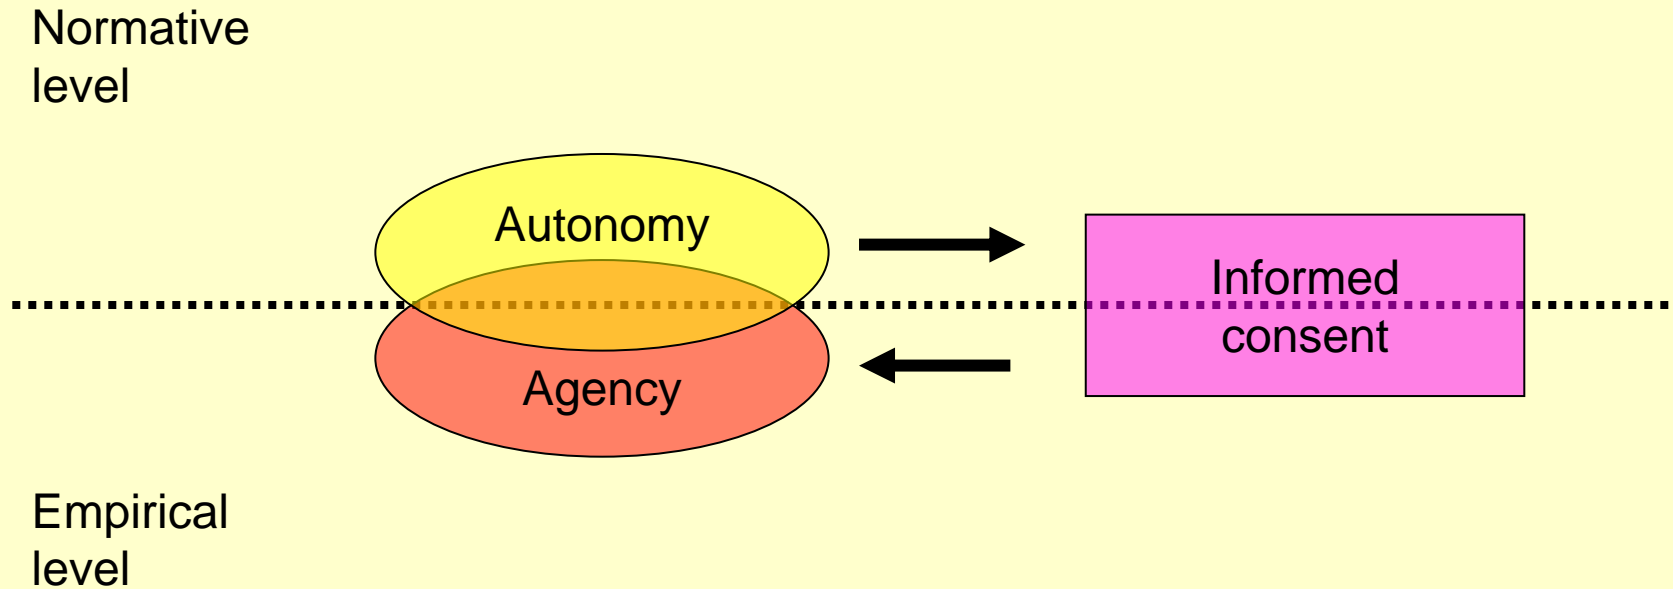 Normative
level
Autonomy
Informed
consent
Agency
Empirical
level